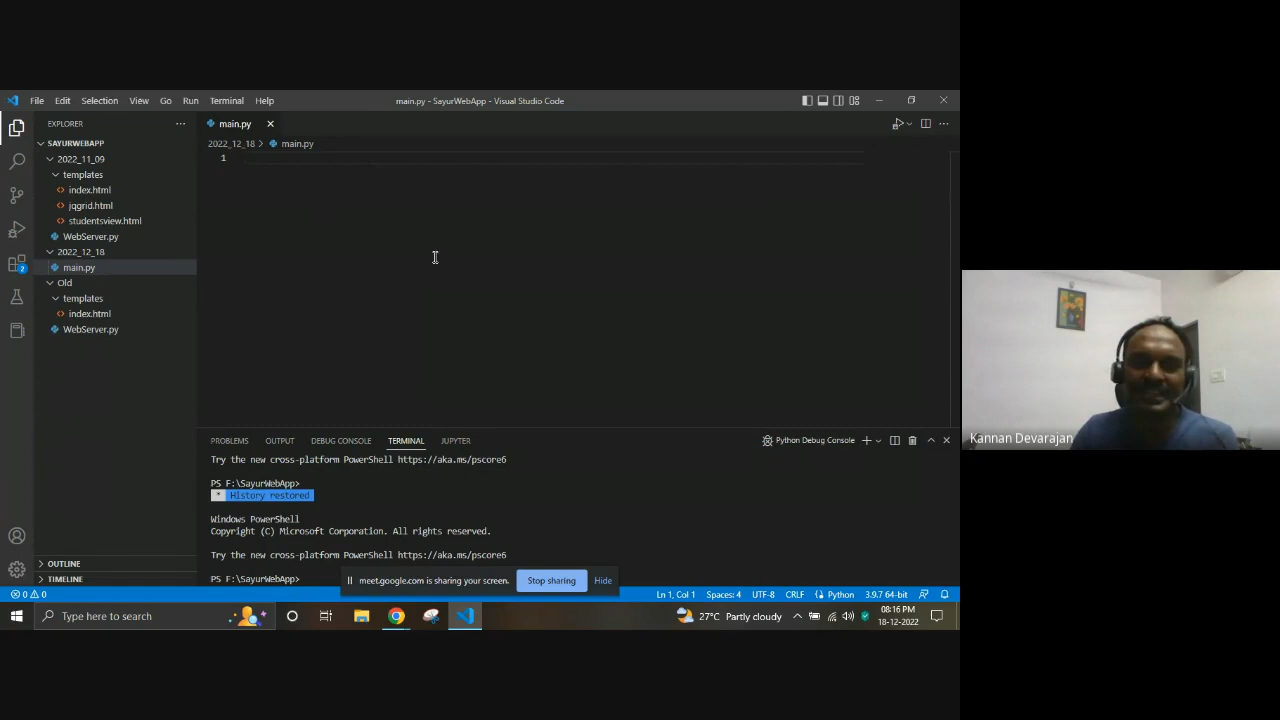 File Edit Selection View Go Run Terminal Help
main.py - SayurWebApp - Visual Studio Code
EXPLORER
SAYURWEBAPP
2022_11_09
templates
index.html
jqgrid.html
studentsview.html
WebServer.py
2022_12_18
main.py
Old
templates
index.html
WebServer.py
OUTLINE
TIMELINE
2
main.py
2022_12_18 > main.py
1
PROBLEMS OUTPUT DEBUG CONSOLE TERMINAL JUPYTER
Python Debug Console
Try the new cross-platform PowerShell https://aka.ms/pscore6
PS F:\SayurWebApp>
* History restored
Windows PowerShell
Copyright (C) Microsoft Corporation. All rights reserved.
Try the new cross-platform PowerShell https://aka.ms/pscore6
PS F:\SayurWebApp>
meet.google.com is sharing your screen. Stop sharing Hide
0 0 Ln 1, Col 1 Spaces: 4 UTF-8 CRLF Python 3.9.7 64-bit
Type here to search
27°C Partly cloudy
08:16 PM
18-12-2022
Kannan Devarajan